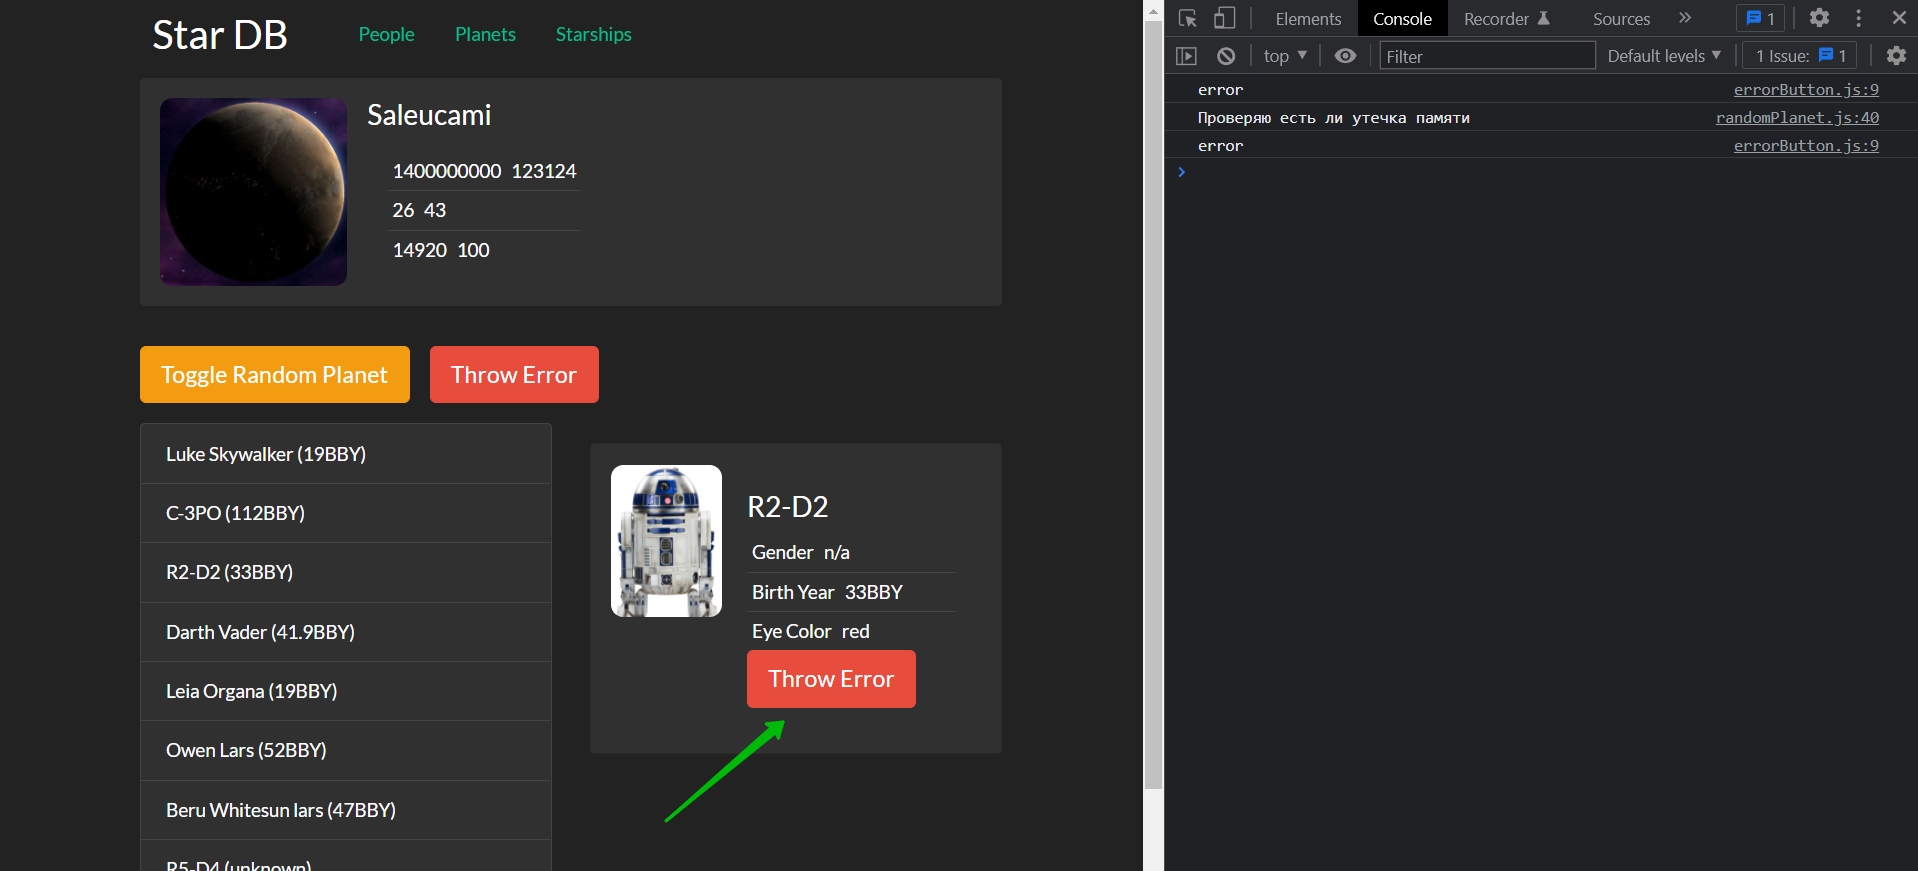 Star DB
People
Planets
Starships
Saleucami
1400000000 123124
26 43
14920 100
Toggle Random Planet
Throw Error
Luke Skywalker (19BBY)
C-3PO (112BBY)
R2-D2 (33BBY)
Darth Vader (41.9BBY)
Leia Organa (19BBY)
Owen Lars (52BBY)
Beru Whitesun lars (47BBY)
R5-D4 (unknown)
R2-D2
Gender n/a
Birth Year 33BBY
Eye Color red
Throw Error
Elements
Console
Recorder
Sources
1
top
Filter
Default levels
1 Issue: 1
error errorButton.js:9
Проверяю есть ли утечка памяти randomPlanet.js:40
error errorButton.js:9